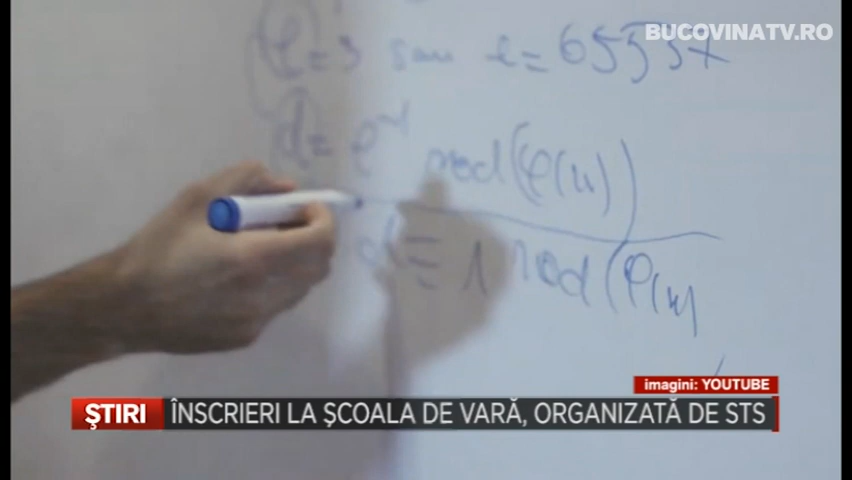 BUCOVINATV.RO
e = 3 sau e = 65537
d = e⁻¹ mod (φ(n))
d ≡ 1 mod (φ(n)
imagini: YOUTUBE
ŞTIRI ÎNSCRIERI LA ŞCOALA DE VARĂ, ORGANIZATĂ DE STS